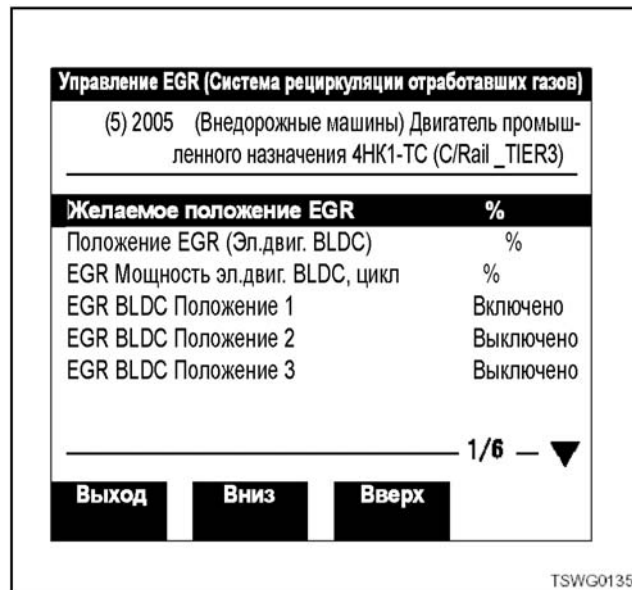 Управление EGR (Система рециркуляции отработавших газов)
(5) 2005 (Внедорожные машины) Двигатель промыш-
ленного назначения 4HK1-TC (C/Rail _TIER3)
Желаемое положение EGR %
Положение EGR (Эл.двиг. BLDC) %
EGR Мощность эл.двиг. BLDC, цикл %
EGR BLDC Положение 1 Включено
EGR BLDC Положение 2 Выключено
EGR BLDC Положение 3 Выключено
1/6
Выход Вниз Вверх
TSWG0135